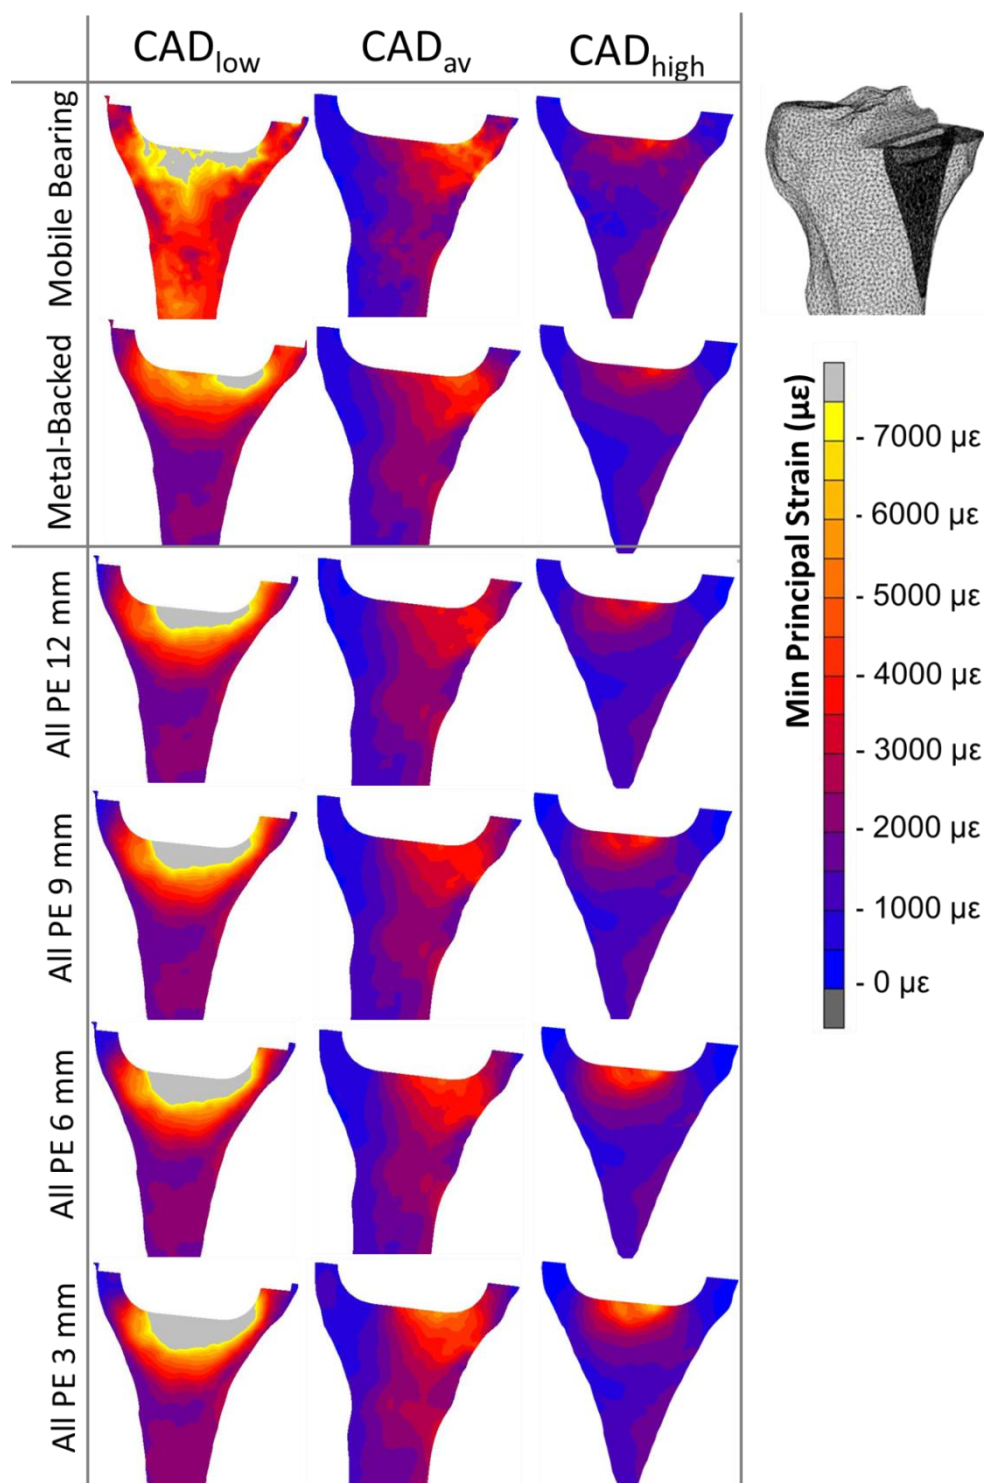 CADlow CADav CADhigh
Mobile Bearing
Metal-Backed
All PE 12 mm
All PE 9 mm
All PE 6 mm
All PE 3 mm
Min Principal Strain (µε)
- 7000 µε
- 6000 µε
- 5000 µε
- 4000 µε
- 3000 µε
- 2000 µε
- 1000 µε
- 0 µε